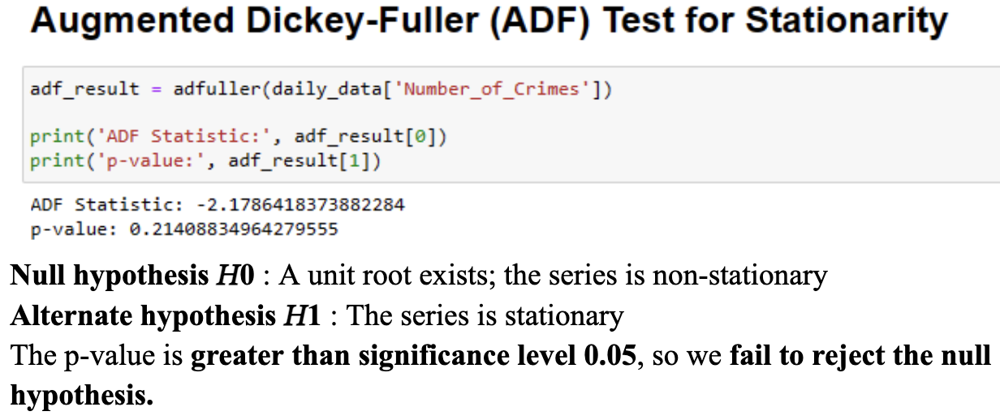 Augmented Dickey-Fuller (ADF) Test for Stationarity
adf_result = adfuller(daily_data['Number_of_Crimes'])
print('ADF Statistic:', adf_result[0])
print('p-value:', adf_result[1])
ADF Statistic: -2.1786418373882284
p-value: 0.21408834964279555
Null hypothesis H0 : A unit root exists; the series is non-stationary
Alternate hypothesis H1 : The series is stationary
The p-value is greater than significance level 0.05, so we fail to reject the null
hypothesis.